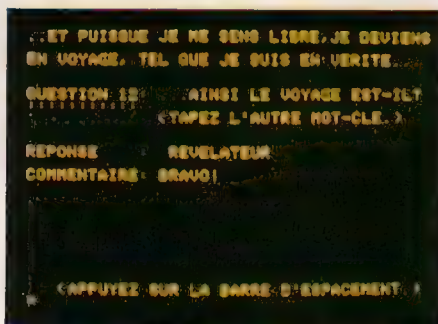 ...ET PUISQUE JE ME SENS LIBRE, JE DEVIENS
EN VOYAGE, TEL QUE JE SUIS EN VERITE...
QUESTION 12 AINSI LE VOYAGE EST-IL?
(TAPEZ L'AUTRE MOT-CLE.)
REPONSE : REVELATEUR
COMMENTAIRE: BRAVO!
(APPUYEZ SUR LA BARRE D'ESPACEMENT)